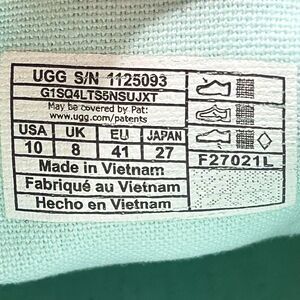 UGG S/N 1125093
G1SQ4LTS5NSUJXT
May be covered by Pat:
www.ugg.com/patents
USA UK EU JAPAN
10 8 41 27
F27021L
Made in Vietnam
Fabriqué au Vietnam
Hecho en Vietnam